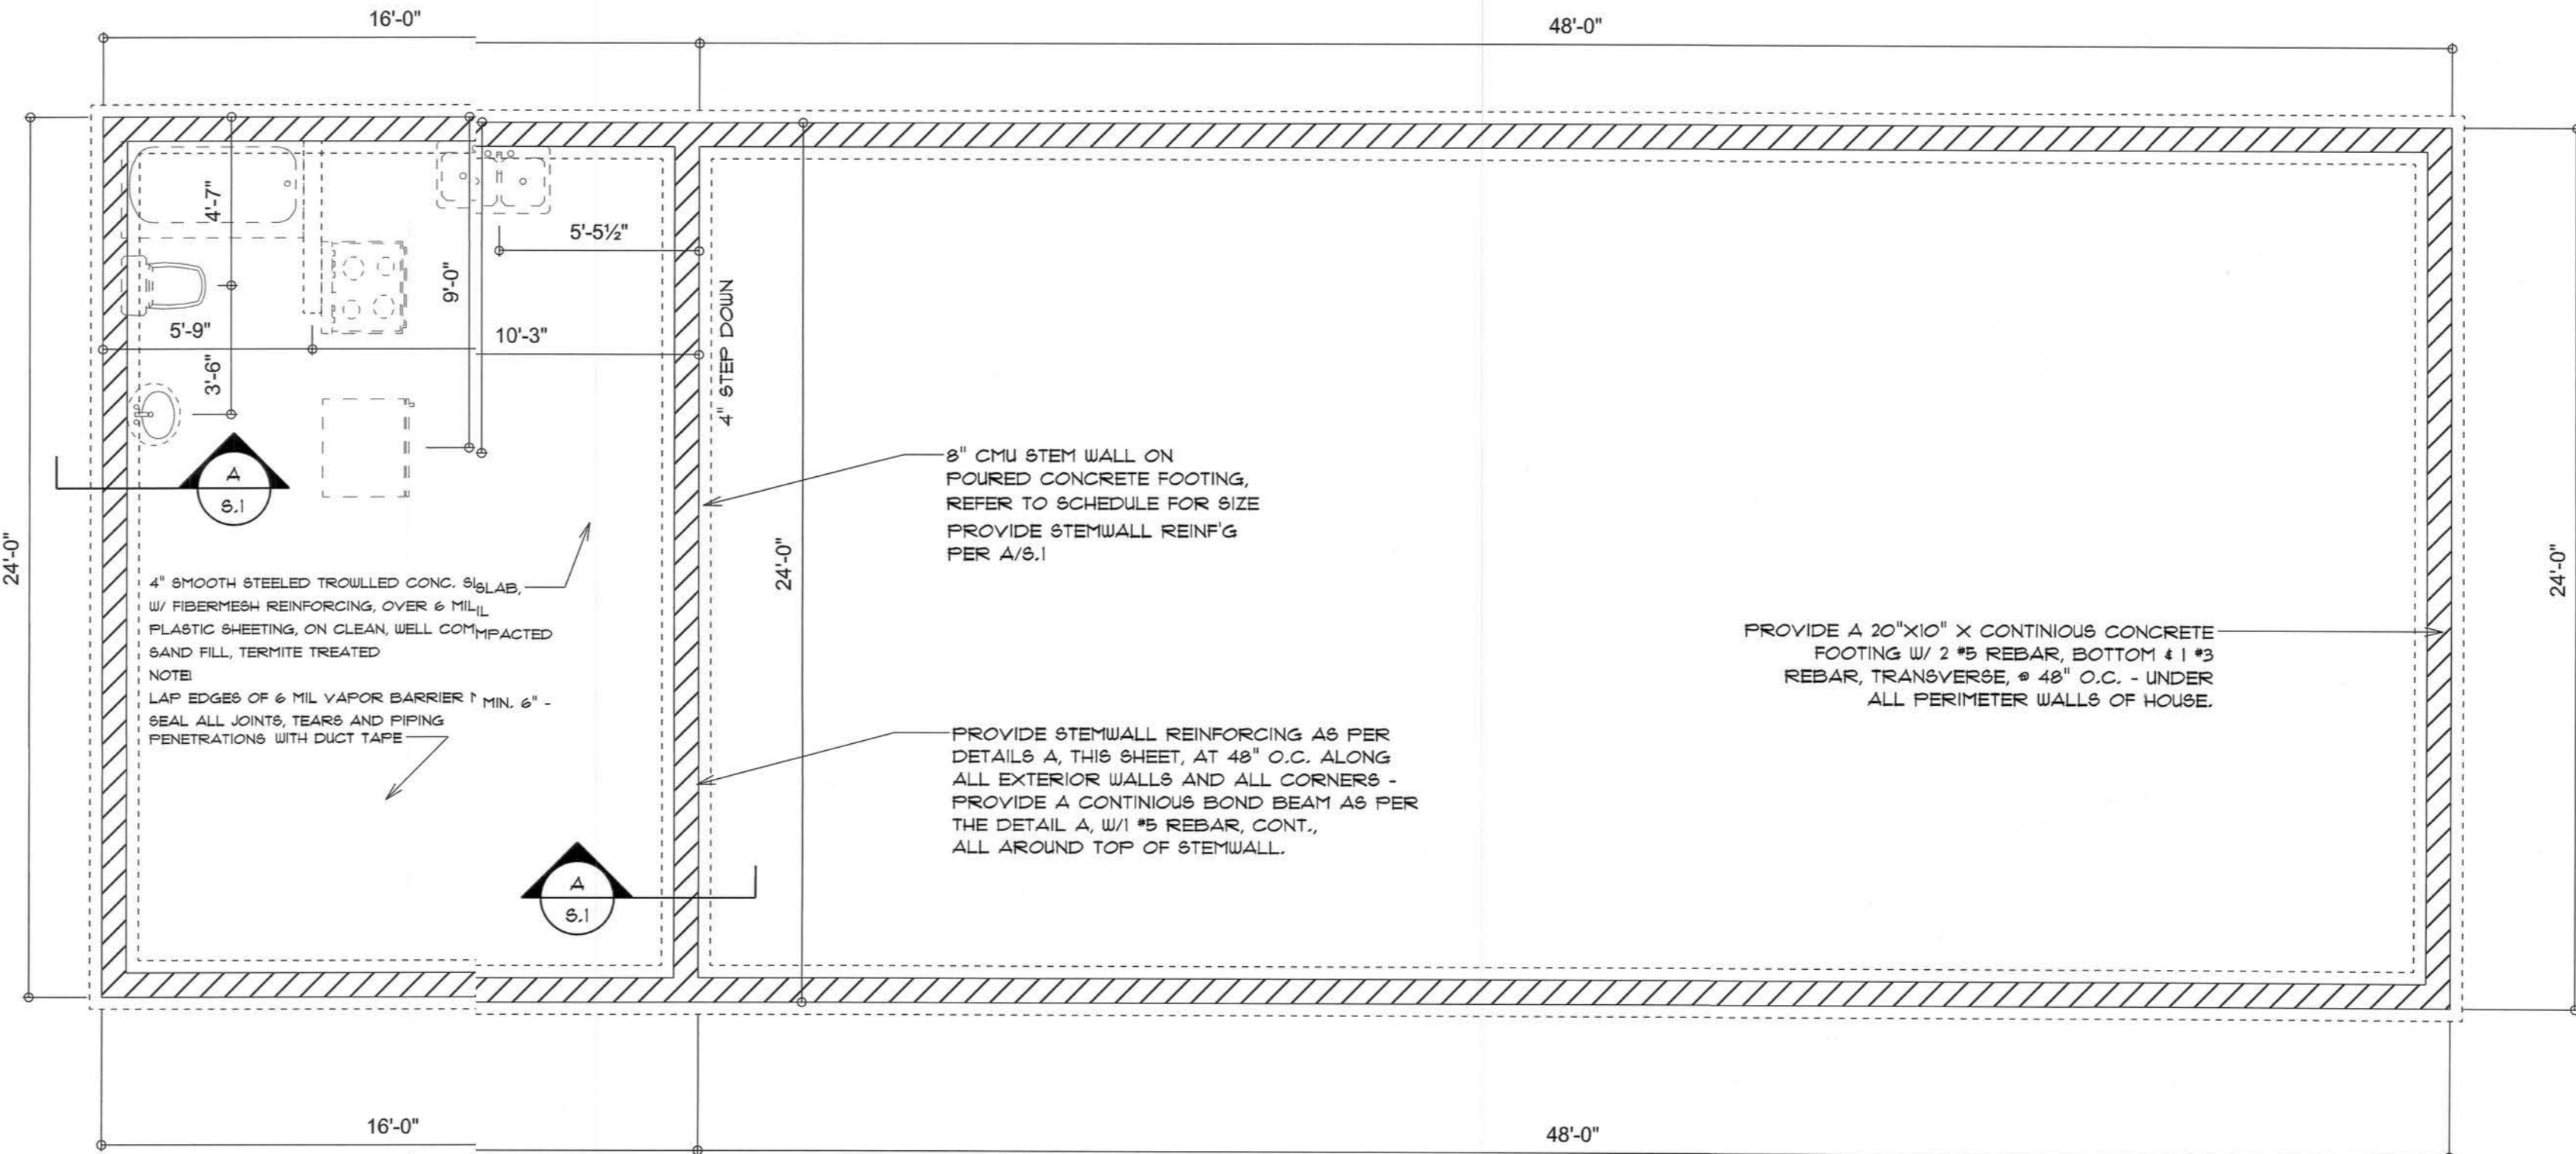 16'-0"
48'-0"
4'-7"
5'-5½"
9'-0"
5'-9"
10'-3"
3'-6"
4" STEP DOWN
A
S.1
24'-0"
24'-0"
24'-0"
8" CMU STEM WALL ON
POURED CONCRETE FOOTING,
REFER TO SCHEDULE FOR SIZE
PROVIDE STEMWALL REINF'G
PER A/S.1
4" SMOOTH STEELED TROWLLED CONC. SLAB,
W/ FIBERMESH REINFORCING, OVER 6 MIL
PLASTIC SHEETING, ON CLEAN, WELL COMPACTED
SAND FILL, TERMITE TREATED
NOTE:
LAP EDGES OF 6 MIL VAPOR BARRIER MIN. 6" -
SEAL ALL JOINTS, TEARS AND PIPING
PENETRATIONS WITH DUCT TAPE
PROVIDE A 20"X10" X CONTINIOUS CONCRETE
FOOTING W/ 2 #5 REBAR, BOTTOM & 1 #3
REBAR, TRANSVERSE, @ 48" O.C. - UNDER
ALL PERIMETER WALLS OF HOUSE.
PROVIDE STEMWALL REINFORCING AS PER
DETAILS A, THIS SHEET, AT 48" O.C. ALONG
ALL EXTERIOR WALLS AND ALL CORNERS -
PROVIDE A CONTINIOUS BOND BEAM AS PER
THE DETAIL A, W/1 #5 REBAR, CONT.,
ALL AROUND TOP OF STEMWALL.
A
S.1
16'-0"
48'-0"